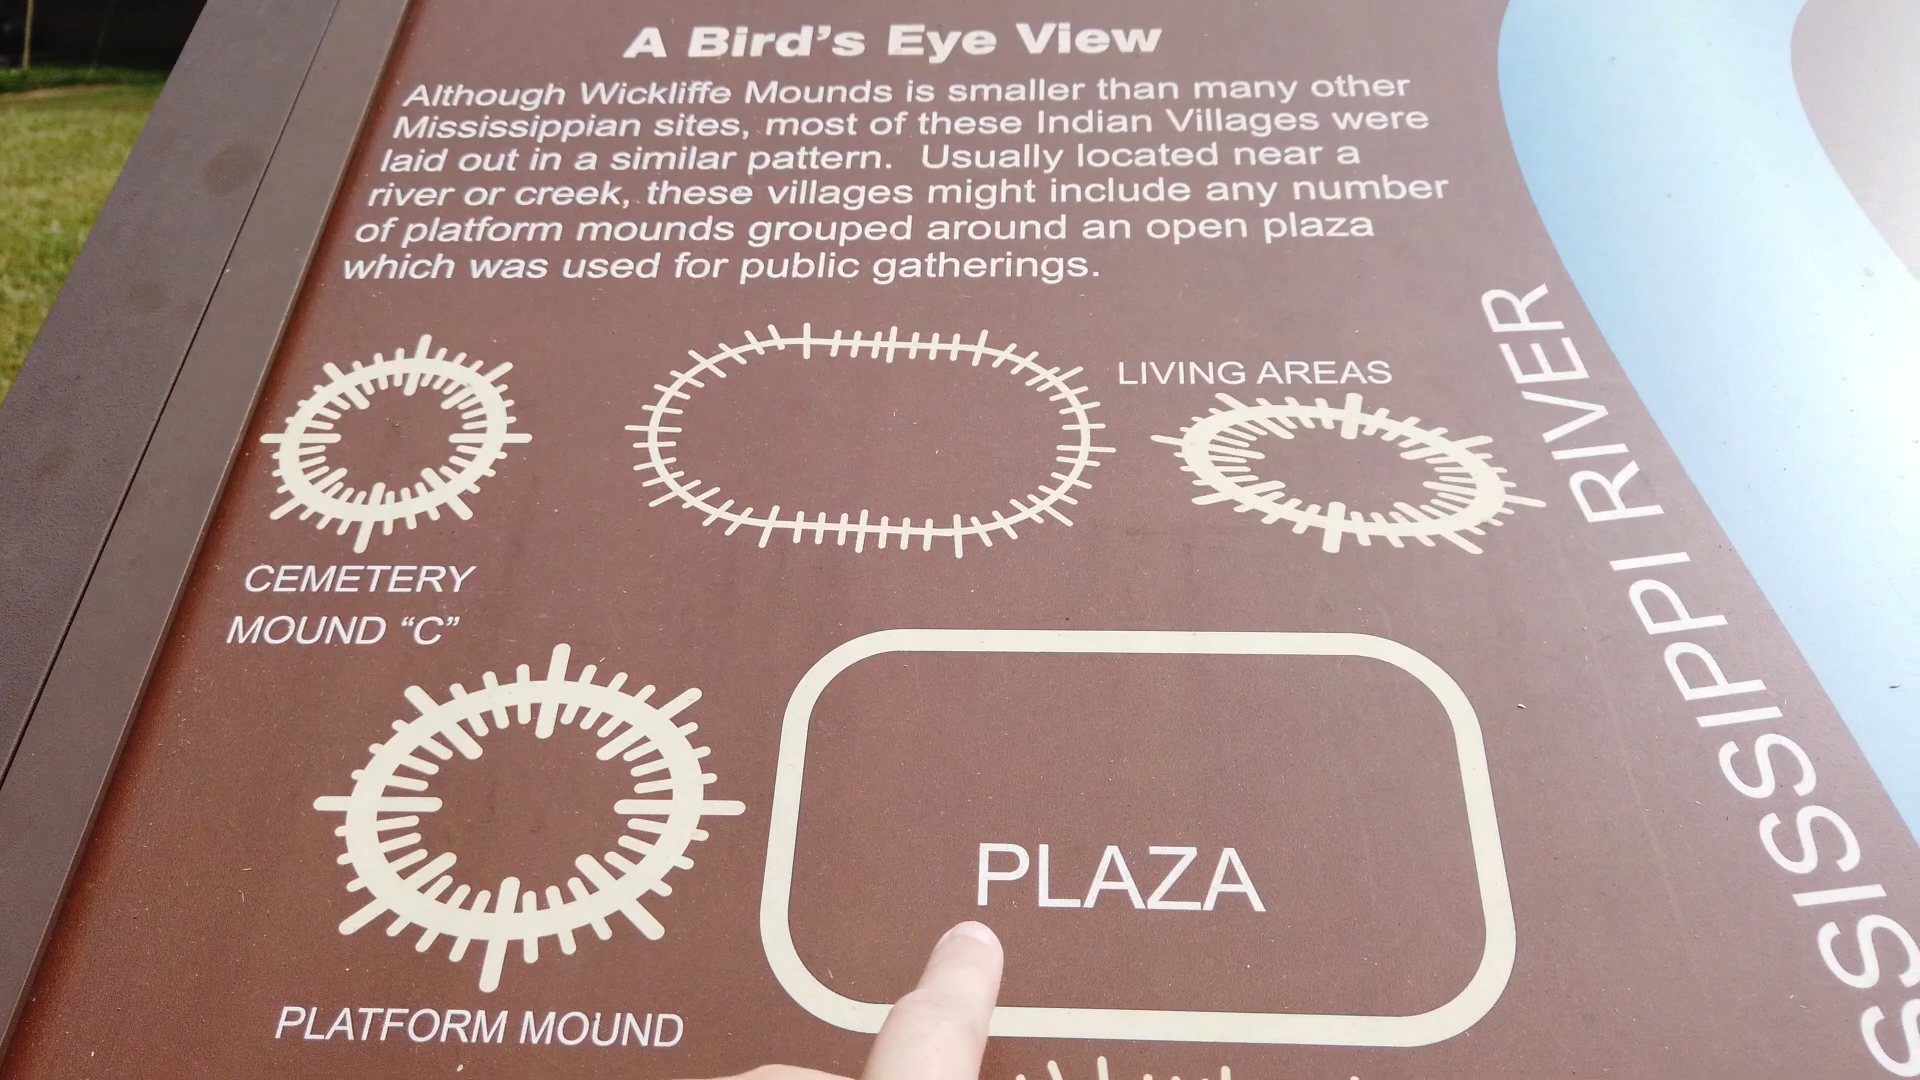 A Bird's Eye View
Although Wickliffe Mounds is smaller than many other
Mississippian sites, most of these Indian Villages were
laid out in a similar pattern. Usually located near a
river or creek, these villages might include any number
of platform mounds grouped around an open plaza
which was used for public gatherings.
LIVING AREAS
CEMETERY
MOUND “C”
PLAZA
PLATFORM MOUND
SSISSIPPI RIVER